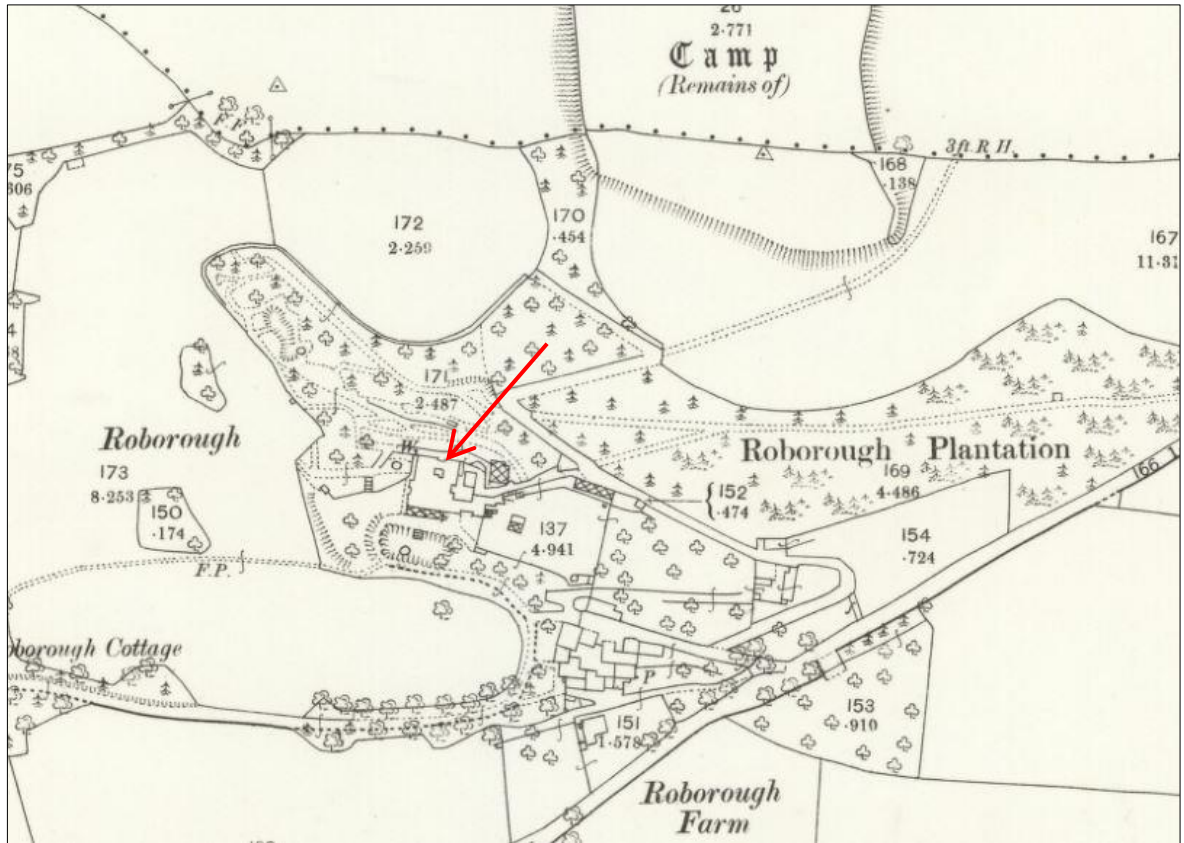 26
2·771
Camp
(Remains of)
F.F.
3ft. R.H.
168
·138
172
2·259
170
·454
167
171
2·487
Roborough
173
8·253
150
·174
W
Roborough Plantation
169
4·486
166
152
·474
137
4·941
154
·724
F.P.
borough Cottage
P
151
1·578
153
·910
Roborough
Farm